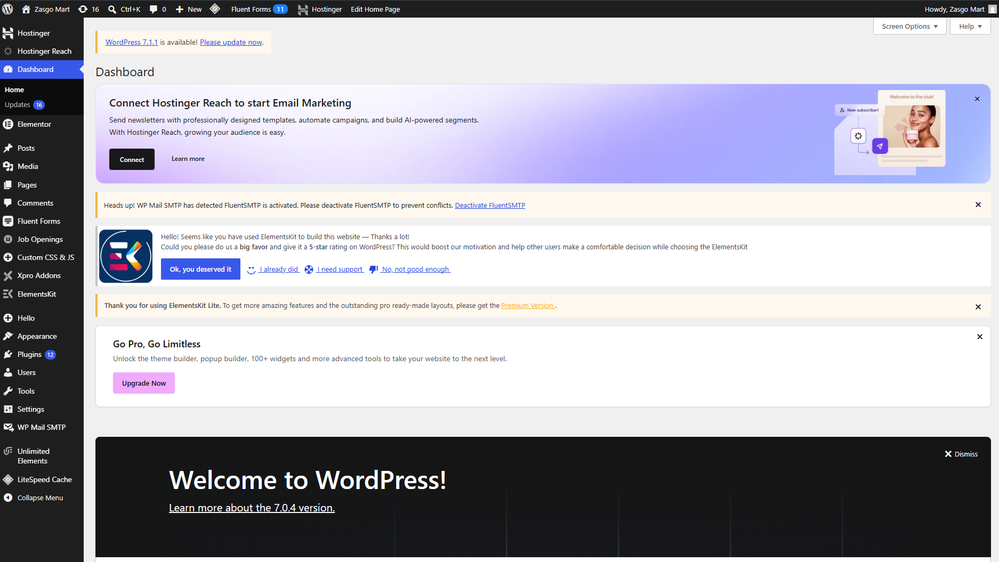 Zasgo Mart
16
Ctrl+K
0
New
Fluent Forms 11
Hostinger
Edit Home Page
Howdy, Zasgo Mart
Hostinger
Hostinger Reach
Dashboard
Home
Updates 16
Elementor
Posts
Media
Pages
Comments
Fluent Forms
Job Openings
Custom CSS & JS
Xpro Addons
ElementsKit
Hello
Appearance
Plugins 12
Users
Tools
Settings
WP Mail SMTP
Unlimited
Elements
LiteSpeed Cache
Collapse Menu
Screen Options
Help
WordPress 7.1.1 is available! Please update now.
Dashboard
Connect Hostinger Reach to start Email Marketing
Send newsletters with professionally designed templates, automate campaigns, and build AI-powered segments.
With Hostinger Reach, growing your audience is easy.
Connect
Learn more
Welcome to the club!
New subscriber!
Heads up! WP Mail SMTP has detected FluentSMTP is activated. Please deactivate FluentSMTP to prevent conflicts. Deactivate FluentSMTP
Hello! Seems like you have used ElementsKit to build this website — Thanks a lot!
Could you please do us a big favor and give it a 5-star rating on WordPress? This would boost our motivation and help other users make a comfortable decision while choosing the ElementsKit
Ok, you deserved it
I already did
I need support
No, not good enough
Thank you for using ElementsKit Lite. To get more amazing features and the outstanding pro ready-made layouts, please get the Premium Version .
Go Pro, Go Limitless
Unlock the theme builder, popup builder, 100+ widgets and more advanced tools to take your website to the next level.
Upgrade Now
Dismiss
Welcome to WordPress!
Learn more about the 7.0.4 version.